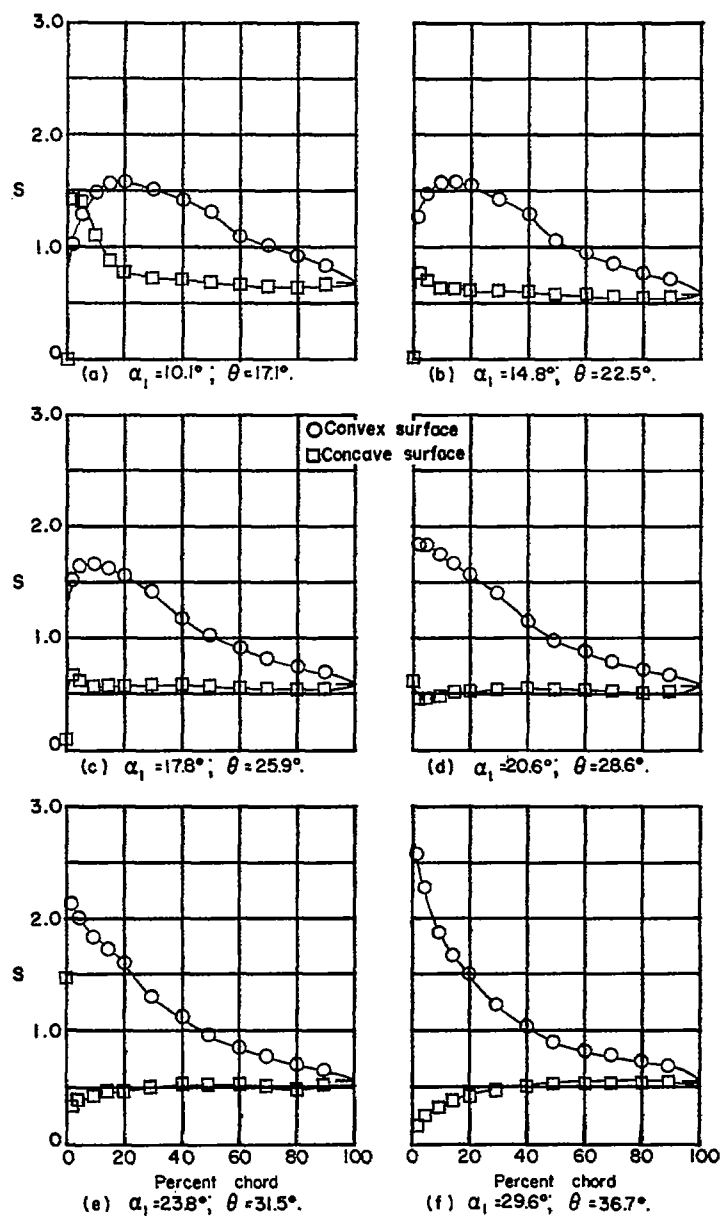 3.0
2.0
S
1.0
0
(a) α₁=10.1°; θ=17.1°.
(b) α₁=14.8°; θ=22.5°.
3.0
○Convex surface
□Concave surface
2.0
S
1.0
0
(c) α₁=17.8°; θ=25.9°.
(d) α₁=20.6°; θ=28.6°.
3.0
2.0
S
1.0
0
0 20 40 60 80 100
0 20 40 60 80 100
Percent chord
Percent chord
(e) α₁=23.8°; θ=31.5°.
(f) α₁=29.6°; θ=36.7°.